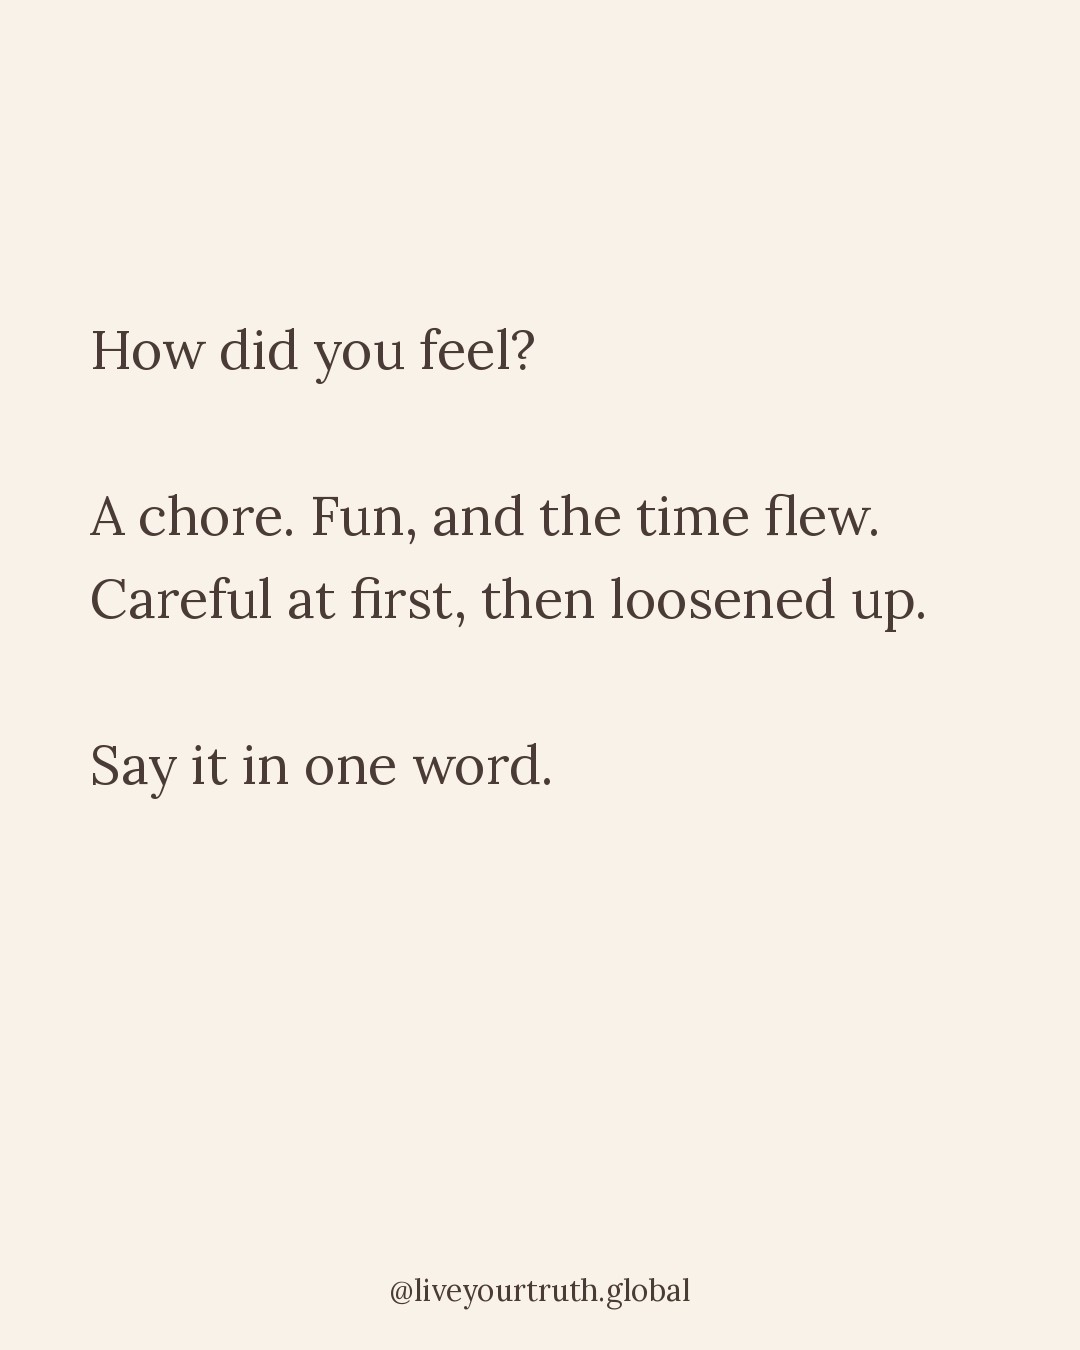 How did you feel?
A chore. Fun, and the time flew.
Careful at first, then loosened up.
Say it in one word.
@liveyourtruth.global